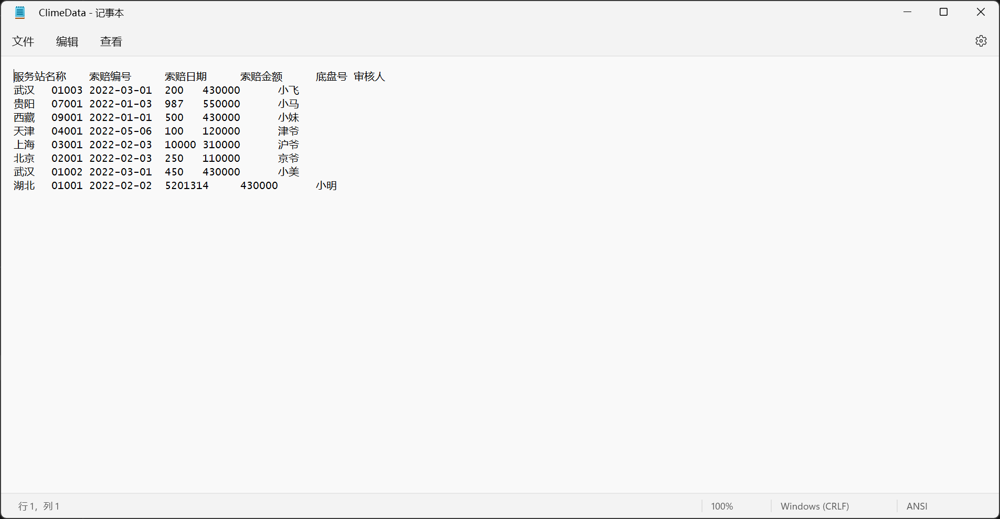 ClimeData - 记事本
文件 编辑 查看
服务站名称 索赔编号 索赔日期 索赔金额 底盘号 审核人
武汉 01003 2022-03-01 200 430000 小飞
贵阳 07001 2022-01-03 987 550000 小马
西藏 09001 2022-01-01 500 430000 小妹
天津 04001 2022-05-06 100 120000 津爷
上海 03001 2022-02-03 10000 310000 沪爷
北京 02001 2022-02-03 250 110000 京爷
武汉 01002 2022-03-01 450 430000 小美
湖北 01001 2022-02-02 5201314 430000 小明
行 1，列 1 100% Windows (CRLF) ANSI